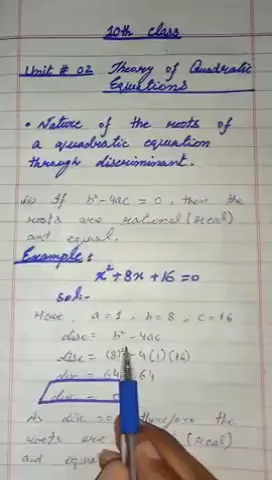 10th class
Unit # 02 Theory of Quadratic
Equations
• Nature of the roots of
a quadratic equation
through discriminant.
iii) If b²-4ac = 0, then the
roots are rational (real)
and equal.
Example:
x²+8x+16=0
sol:-
Here, a=1, b=8, c=16
disc = b²-4ac
disc = (8)²-4(1)(16)
disc = 64 64
disc =
As disc =0 therefore the
roots are (real)
and